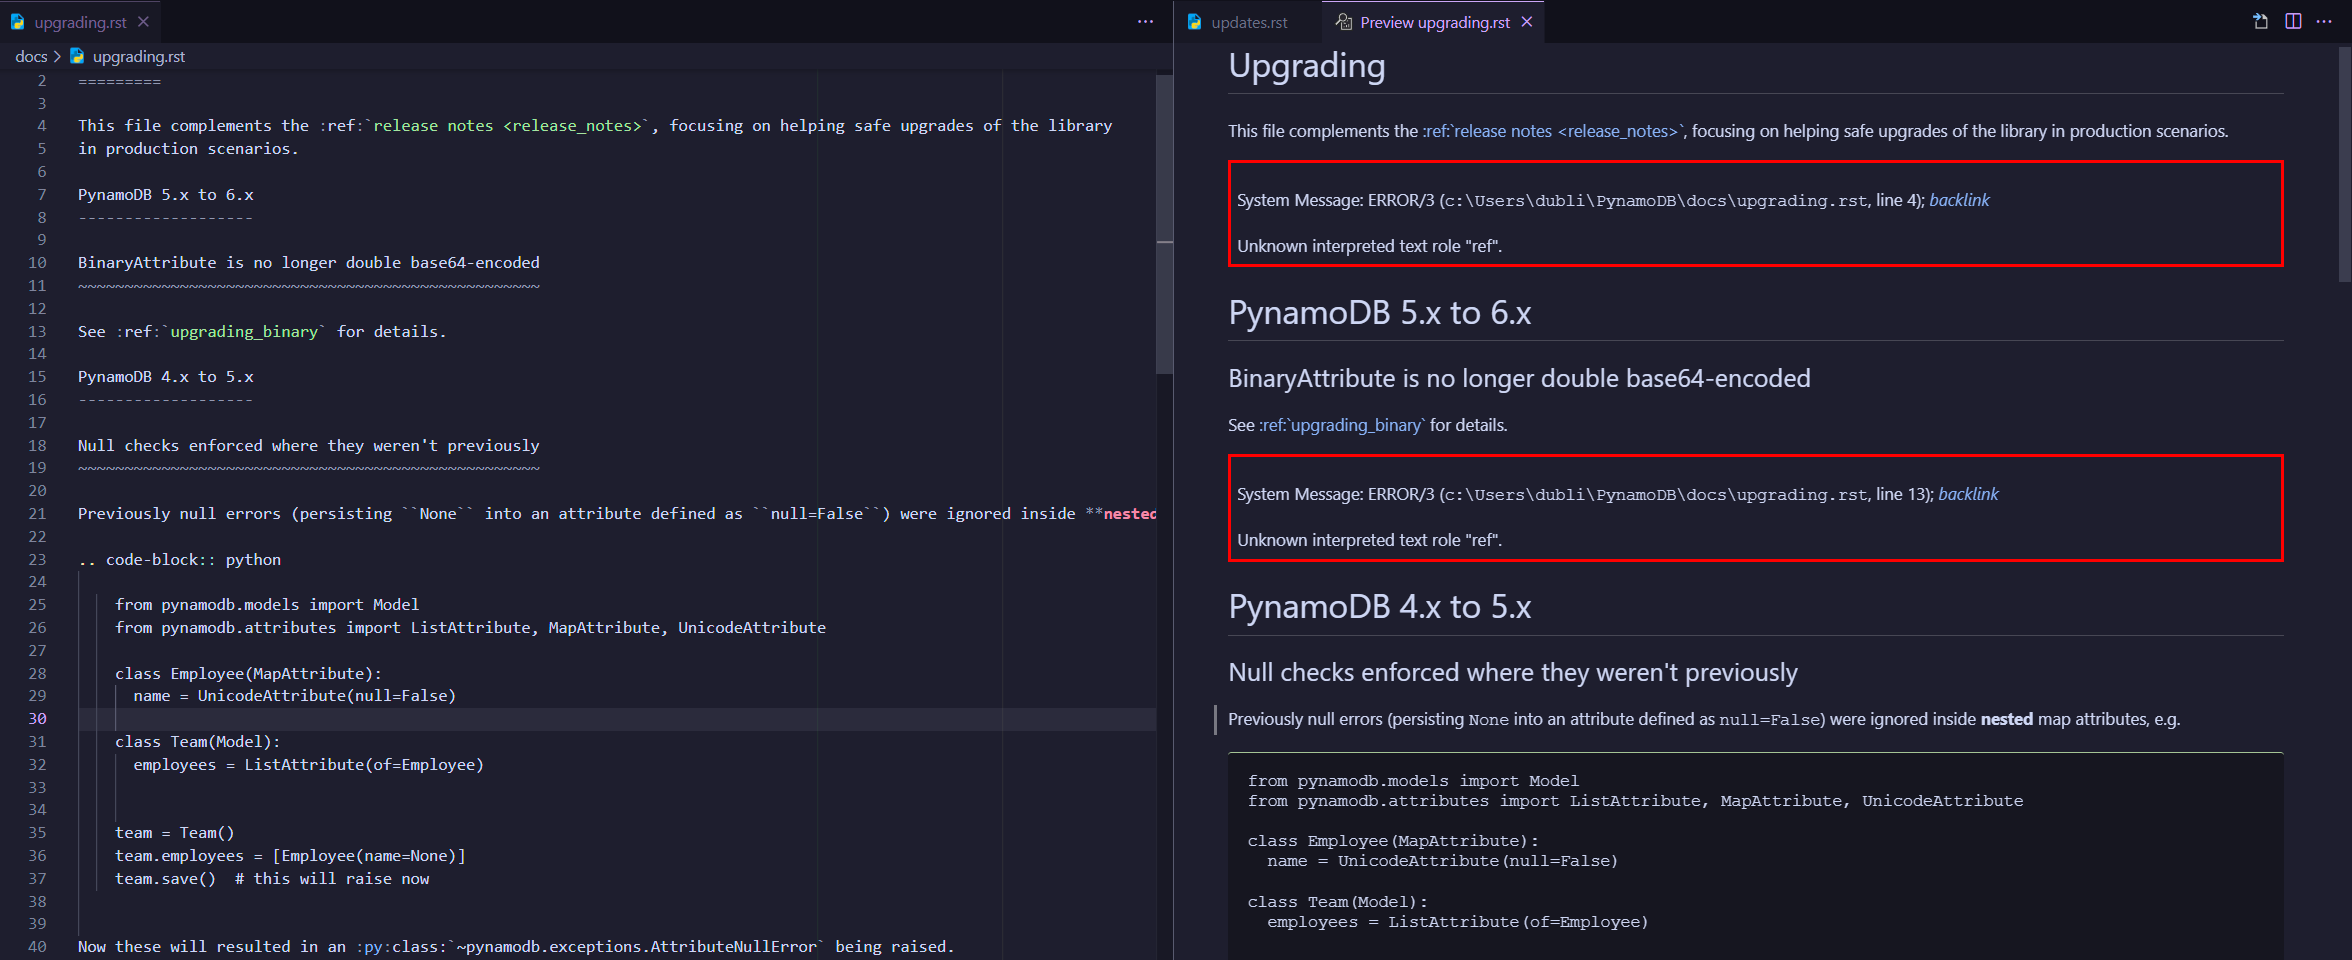 upgrading.rst
docs > upgrading.rst
2 =========
3
4 This file complements the :ref:`release notes <release_notes>`, focusing on helping safe upgrades of the library
5 in production scenarios.
6
7 PynamoDB 5.x to 6.x
8 -------------------
9
10 BinaryAttribute is no longer double base64-encoded
11 ~~~~~~~~~~~~~~~~~~~~~~~~~~~~~~~~~~~~~~~~~~~~~~~~~~
12
13 See :ref:`upgrading_binary` for details.
14
15 PynamoDB 4.x to 5.x
16 -------------------
17
18 Null checks enforced where they weren't previously
19 ~~~~~~~~~~~~~~~~~~~~~~~~~~~~~~~~~~~~~~~~~~~~~~~~~~
20
21 Previously null errors (persisting ``None`` into an attribute defined as ``null=False``) were ignored inside **nested
22
23 .. code-block:: python
24
25 from pynamodb.models import Model
26 from pynamodb.attributes import ListAttribute, MapAttribute, UnicodeAttribute
27
28 class Employee(MapAttribute):
29 name = UnicodeAttribute(null=False)
30
31 class Team(Model):
32 employees = ListAttribute(of=Employee)
33
34
35 team = Team()
36 team.employees = [Employee(name=None)]
37 team.save()  # this will raise now
38
39
40 Now these will resulted in an :py:class:`~pynamodb.exceptions.AttributeNullError` being raised.
updates.rst
Preview upgrading.rst
Upgrading
This file complements the :ref:`release notes <release_notes>`, focusing on helping safe upgrades of the library in production scenarios.
System Message: ERROR/3 (c:\Users\dubli\PynamoDB\docs\upgrading.rst, line 4); backlink
Unknown interpreted text role "ref".
PynamoDB 5.x to 6.x
BinaryAttribute is no longer double base64-encoded
See :ref:`upgrading_binary` for details.
System Message: ERROR/3 (c:\Users\dubli\PynamoDB\docs\upgrading.rst, line 13); backlink
Unknown interpreted text role "ref".
PynamoDB 4.x to 5.x
Null checks enforced where they weren't previously
Previously null errors (persisting None into an attribute defined as null=False) were ignored inside nested map attributes, e.g.
from pynamodb.models import Model
from pynamodb.attributes import ListAttribute, MapAttribute, UnicodeAttribute
class Employee(MapAttribute):
name = UnicodeAttribute(null=False)
class Team(Model):
employees = ListAttribute(of=Employee)